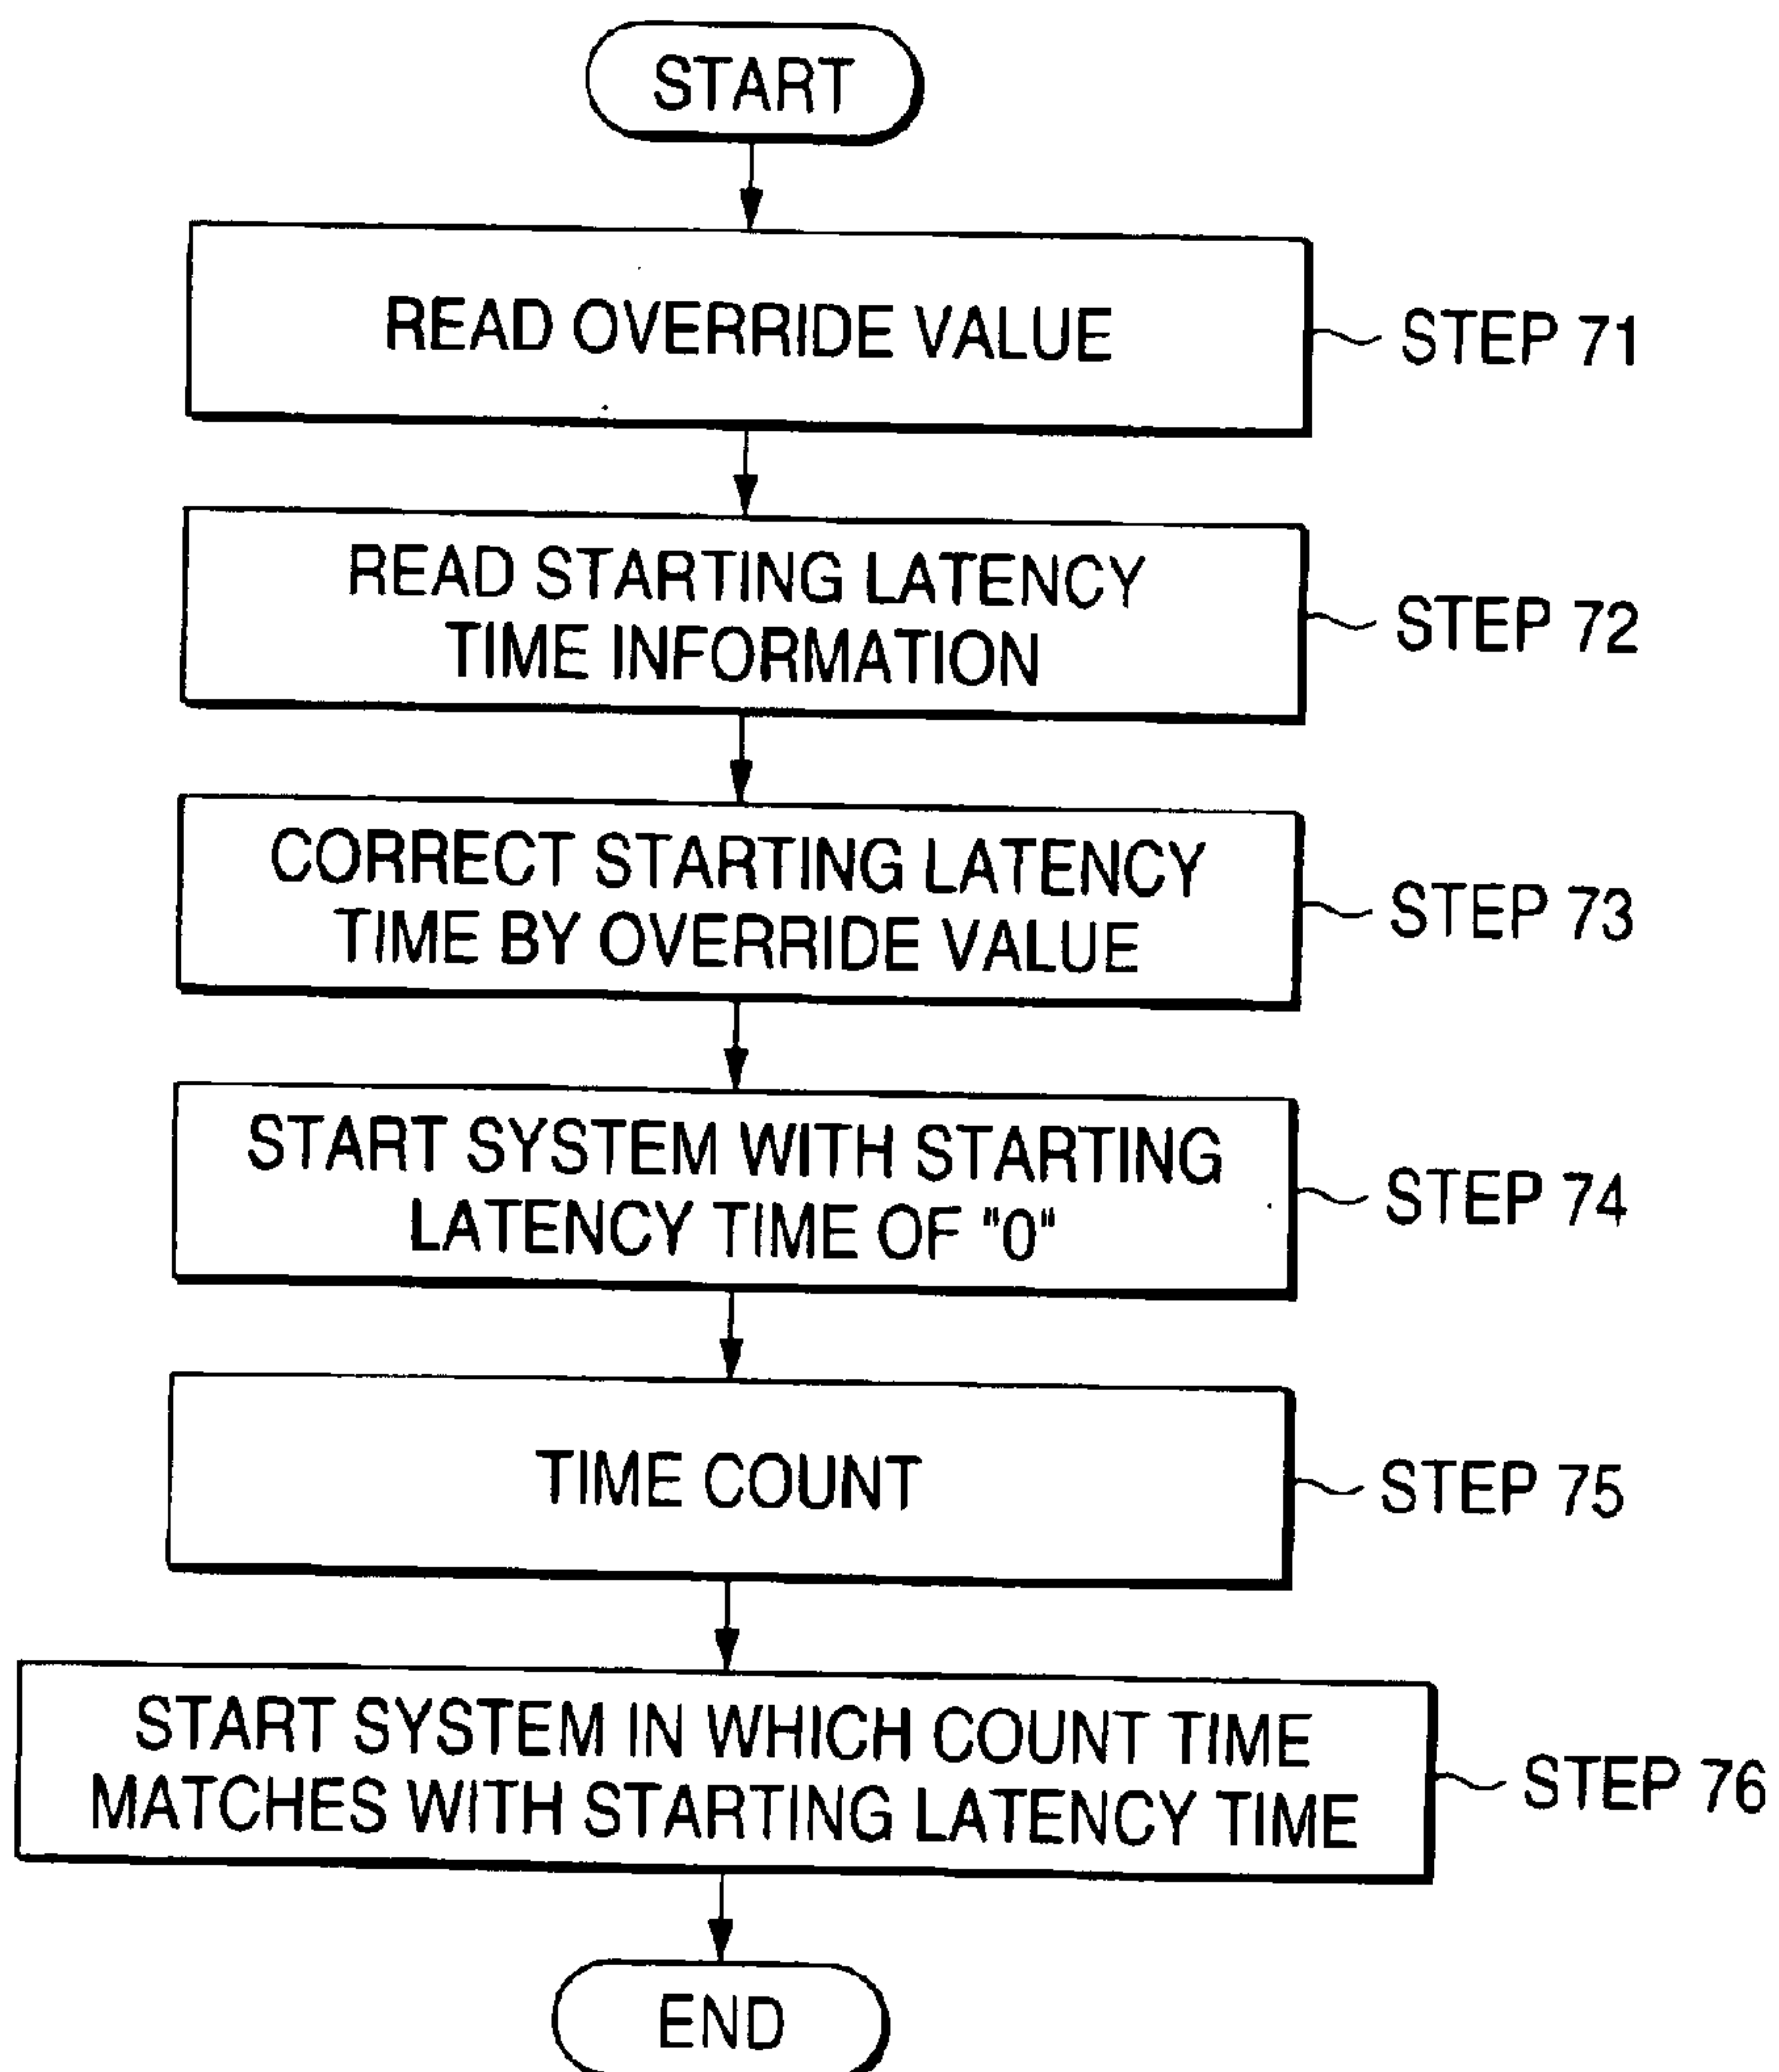 START
READ OVERRIDE VALUE
STEP 71
READ STARTING LATENCY
TIME INFORMATION
STEP 72
CORRECT STARTING LATENCY
TIME BY OVERRIDE VALUE
STEP 73
START SYSTEM WITH STARTING
LATENCY TIME OF "0"
STEP 74
TIME COUNT
STEP 75
START SYSTEM IN WHICH COUNT TIME
MATCHES WITH STARTING LATENCY TIME
STEP 76
END